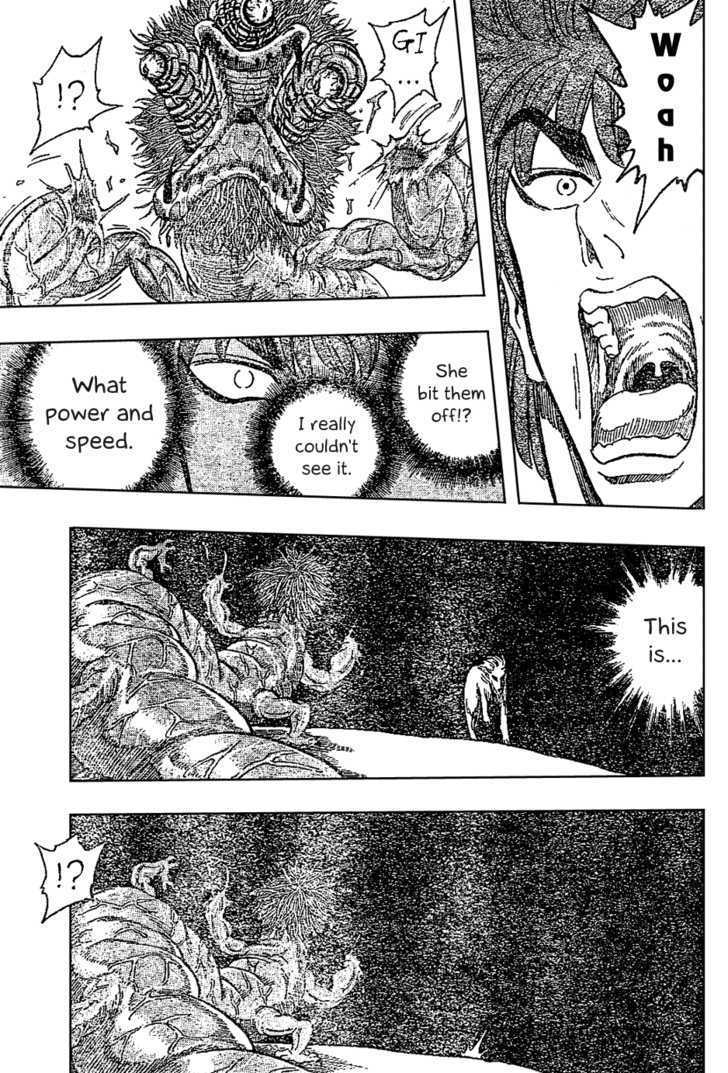 Woah
GI
...
!?
She
bit them
off!?
I really
couldn't
see it.
What
power and
speed.
This
is...
!?